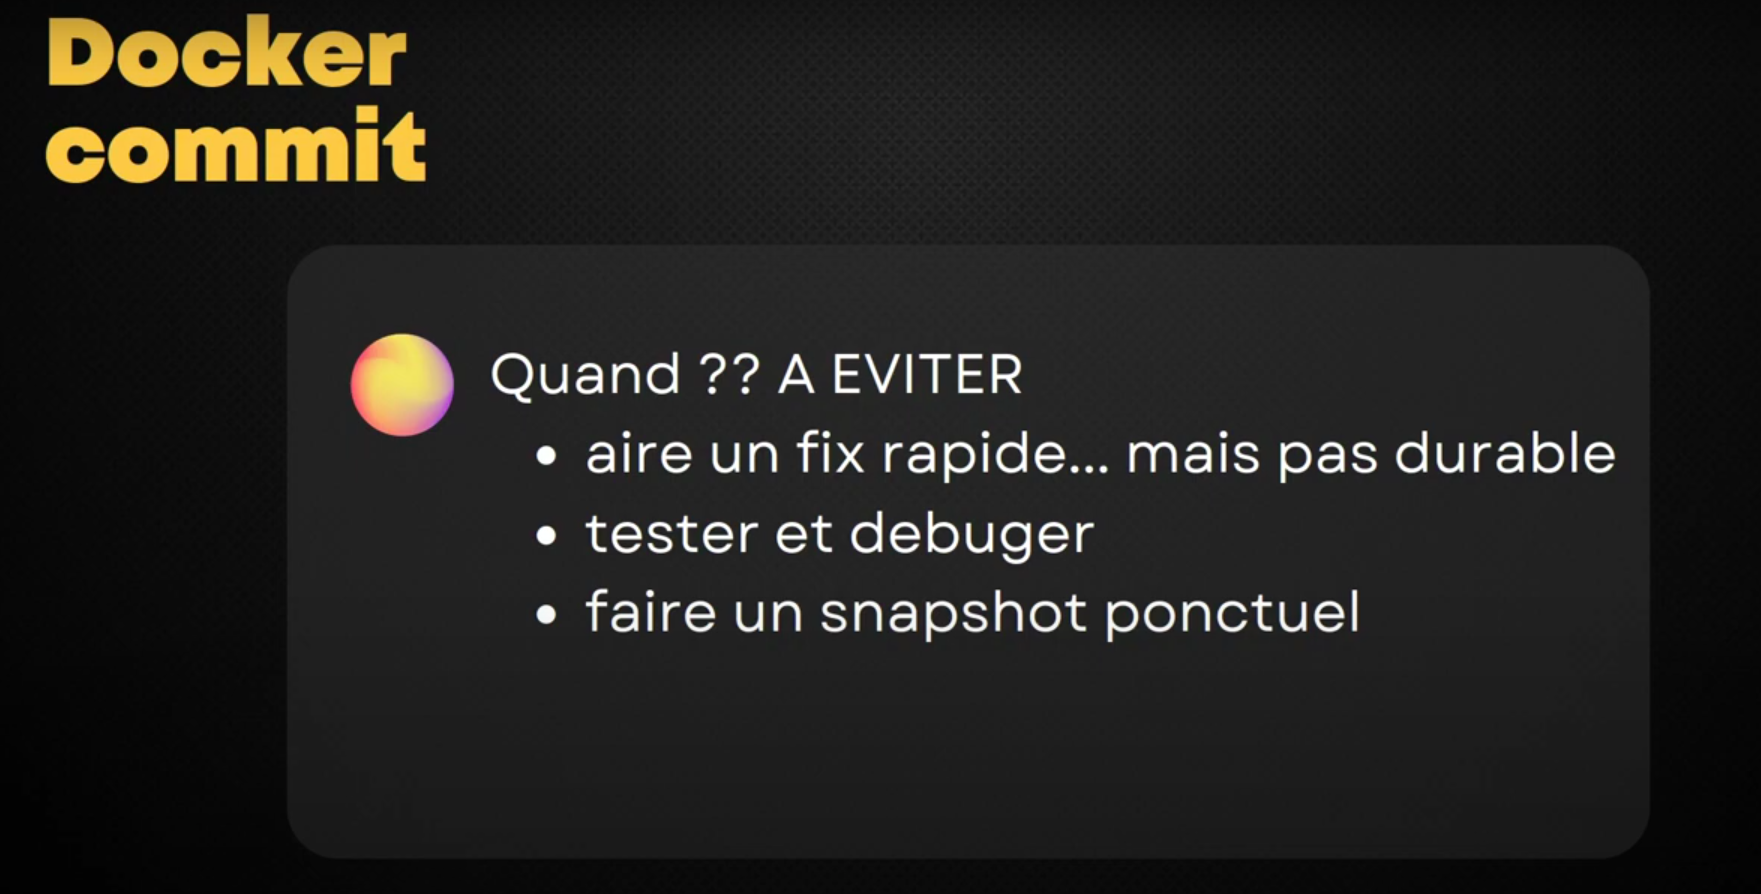 Docker
commit
Quand ?? A EVITER
• aire un fix rapide... mais pas durable
• tester et debuger
• faire un snapshot ponctuel